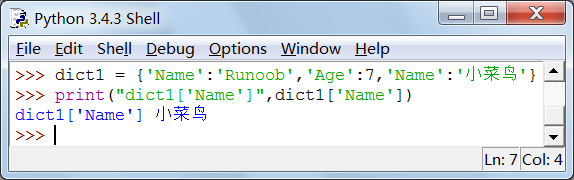 Python 3.4.3 Shell
File Edit Shell Debug Options Window Help
>>> dict1 = {'Name':'Runoob','Age':7,'Name':'小菜鸟'}
>>> print("dict1['Name']",dict1['Name'])
dict1['Name'] 小菜鸟
>>>
Ln: 7 Col: 4